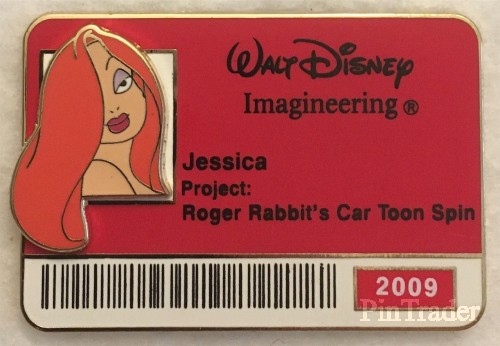 Walt Disney
Imagineering ®
Jessica
Project:
Roger Rabbit's Car Toon Spin
2009
PinTrader